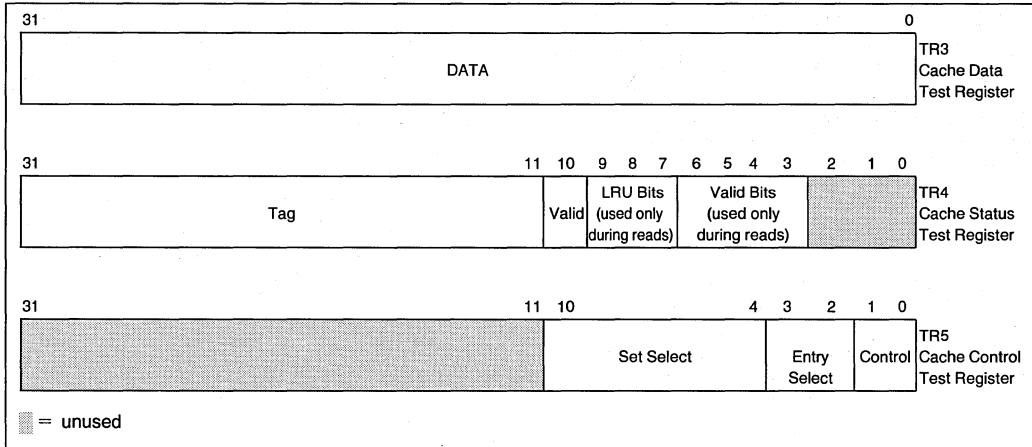 31 0
DATA
TR3
Cache Data
Test Register
31 11 10 9 8 7 6 5 4 3 2 1 0
Tag
Valid
LRU Bits
(used only
during reads)
Valid Bits
(used only
during reads)
TR4
Cache Status
Test Register
31 11 10 4 3 2 1 0
Set Select
Entry
Select
Control
TR5
Cache Control
Test Register
= unused